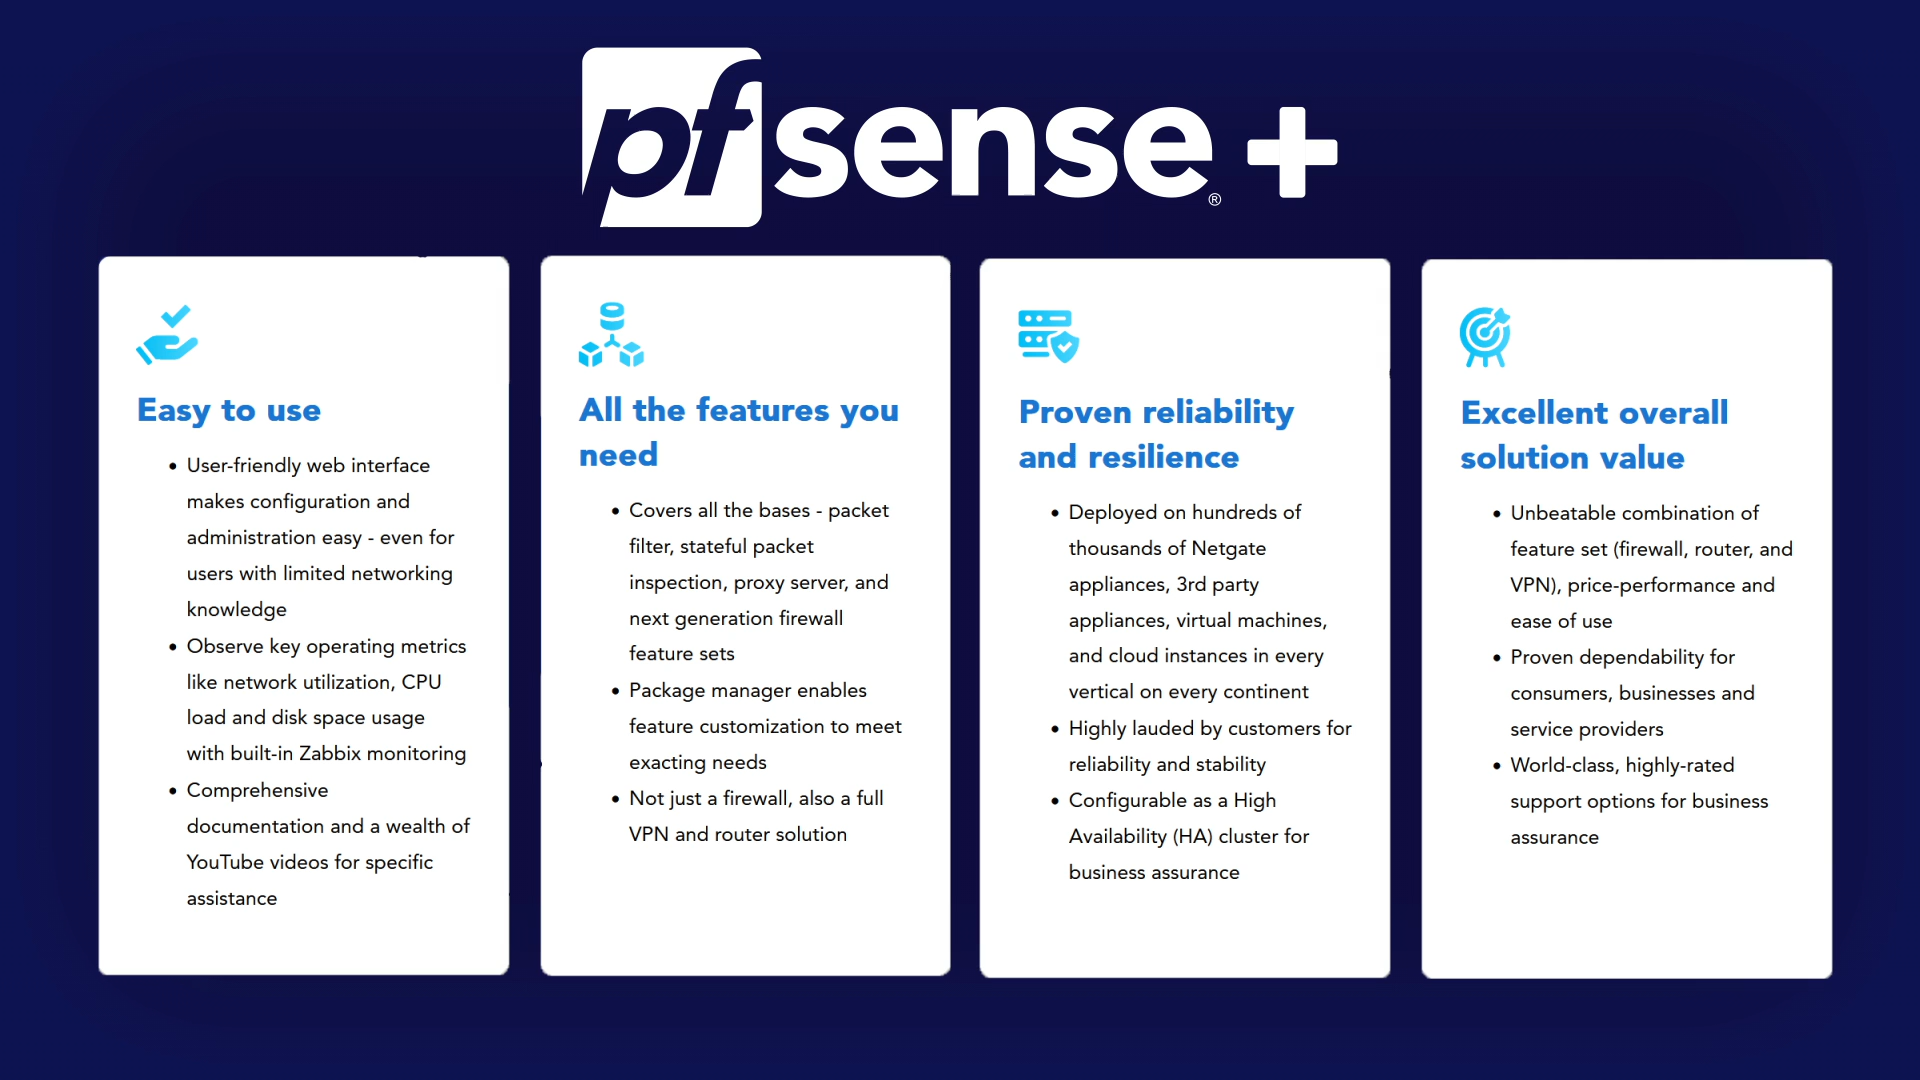 pfsense®+
Easy to use
• User-friendly web interface
makes configuration and
administration easy - even for
users with limited networking
knowledge
• Observe key operating metrics
like network utilization, CPU
load and disk space usage
with built-in Zabbix monitoring
• Comprehensive
documentation and a wealth of
YouTube videos for specific
assistance
All the features you
need
• Covers all the bases - packet
filter, stateful packet
inspection, proxy server, and
next generation firewall
feature sets
• Package manager enables
feature customization to meet
exacting needs
• Not just a firewall, also a full
VPN and router solution
Proven reliability
and resilience
• Deployed on hundreds of
thousands of Netgate
appliances, 3rd party
appliances, virtual machines,
and cloud instances in every
vertical on every continent
• Highly lauded by customers for
reliability and stability
• Configurable as a High
Availability (HA) cluster for
business assurance
Excellent overall
solution value
• Unbeatable combination of
feature set (firewall, router, and
VPN), price-performance and
ease of use
• Proven dependability for
consumers, businesses and
service providers
• World-class, highly-rated
support options for business
assurance